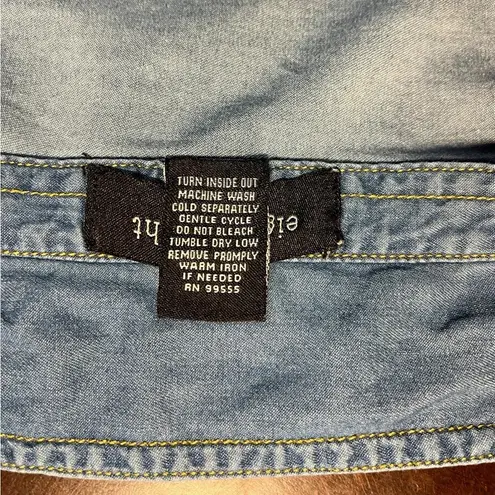 TURN INSIDE OUT
MACHINE WASH
COLD SEPARATELY
GENTLE CYCLE
DO NOT BLEACH
TUMBLE DRY LOW
REMOVE PROMPLY
WARM IRON
IF NEEDED
RN 99555